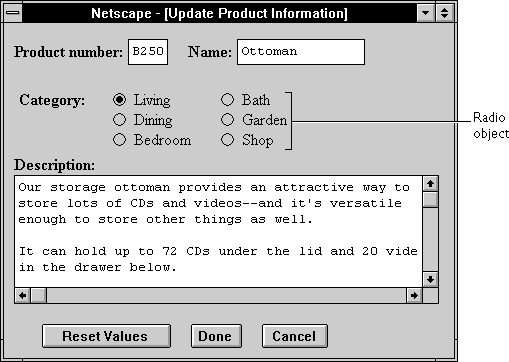 Netscape - [Update Product Information]
Product number: B250 Name: Ottoman
Category: Living Bath
Dining Garden
Bedroom Shop
Radio
object
Description:
Our storage ottoman provides an attractive way to
store lots of CDs and videos--and it's versatile
enough to store other things as well.
It can hold up to 72 CDs under the lid and 20 vide
in the drawer below.
Reset Values Done Cancel